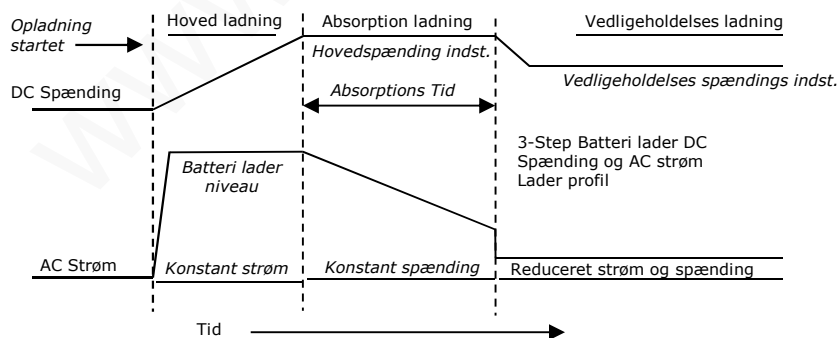 Opladning
startet
Hoved ladning
Absorption ladning
Vedligeholdelses ladning
Hovedspænding indst.
Vedligeholdelses spændings indst.
DC Spænding
Absorptions Tid
3-Step Batteri lader DC
Spænding og AC strøm
Lader profil
Batteri lader
niveau
AC Strøm
Konstant strøm
Konstant spænding
Reduceret strøm og spænding
Tid